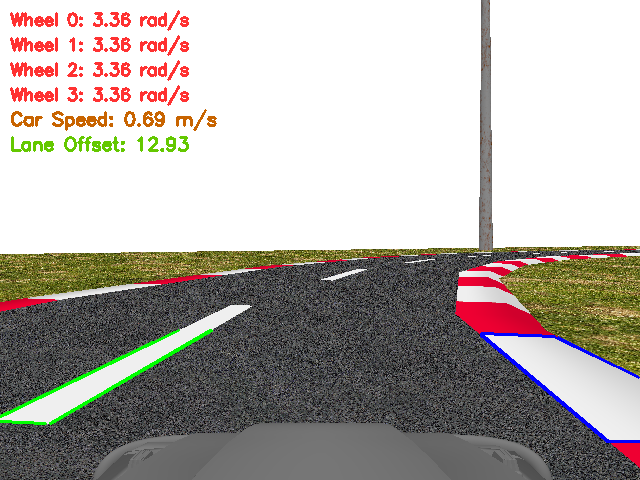 Wheel 0: 3.36 rad/s
Wheel 1: 3.36 rad/s
Wheel 2: 3.36 rad/s
Wheel 3: 3.36 rad/s
Car Speed: 0.69 m/s
Lane Offset: 12.93